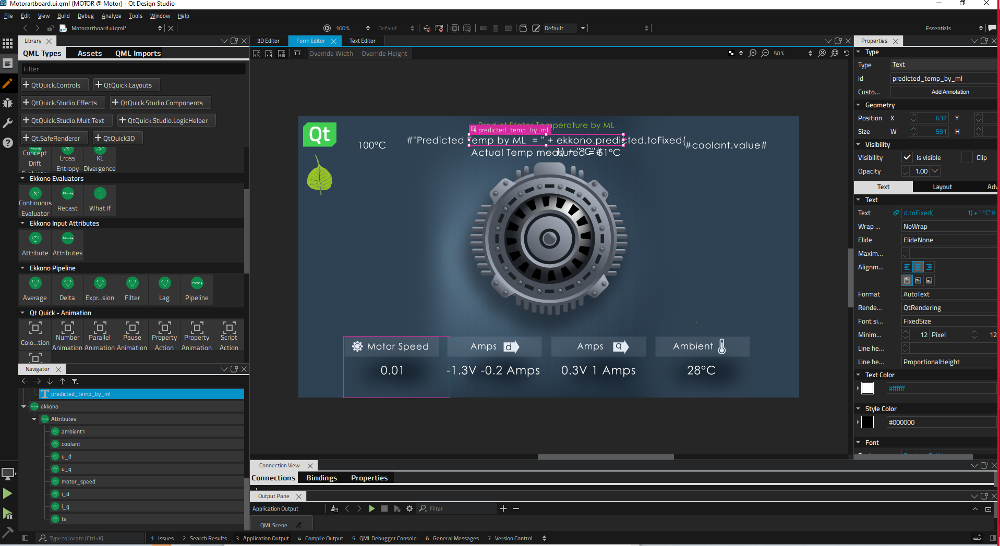 Motorartboard.ui.qml (MOTOR @ Motor) - Qt Design Studio
File Edit View Build Debug Analyze Tools Window Help
Motorartboard.ui.qml* 100% Default Default Essentials
Library 3D Editor Form Editor Text Editor Properties
QML Types Assets QML Imports Override Width Override Height 50% Type
Filter
Type Text
id predicted_temp_by_ml
Custo... Add Annotation
QtQuick.Controls QtQuick.Layouts
QtQuick.Studio.Effects QtQuick.Studio.Components
QtQuick.Studio.MultiText QtQuick.Studio.LogicHelper
Qt.SafeRenderer QtQuick3D
Concept Drift Cross Entropy KL Divergence
Ekkono Evaluators
Continuous Evaluator Recast What If
Ekkono Input Attributes
Attribute Attributes
Ekkono Pipeline
Average Delta Expr...sion Filter Lag Pipeline
Qt Quick - Animation
Colo...tion Number Animation Parallel Animation Pause Animation Property Action Property Animation Script Action
Navigator
predicted_temp_by_ml
ekkono
Attributes
ambient1
coolant
u_d
u_q
motor_speed
i_d
i_q
ts
Qt
Predict Stator Temperature by ML
predicted_temp_by_ml
100°C
#"Predicted Temp by ML = " + ekkono.predicted.toFixed(
1) + "°C"#
#coolant.value#
Actual Temp measured = 51°C
Motor Speed Amps d Amps q Ambient
0.01 -1.3V -0.2 Amps 0.3V 1 Amps 28°C
Geometry
Position X 637 Y
Size W 591 H
Visibility
Visibility Is visible Clip
Opacity 1.00
Text Layout Adv
Text
Text d.toFixed( 1) + "°C"#
Wrap ... NoWrap
Elide ElideNone
Maxim...
Alignm...
Format AutoText
Rende... QtRendering
Font si... FixedSize
Minim... 12 Pixel 12
Line he...
Line he... ProportionalHeight
Text Color
#ffffff
Style Color
#000000
Font
Connection View
Connections Bindings Properties
Output Pane
Application Output Filter
QML Scene
Type to locate (Ctrl+K) 1 Issues 2 Search Results 3 Application Output 4 Compile Output 5 QML Debugger Console 6 General Messages 7 Version Control